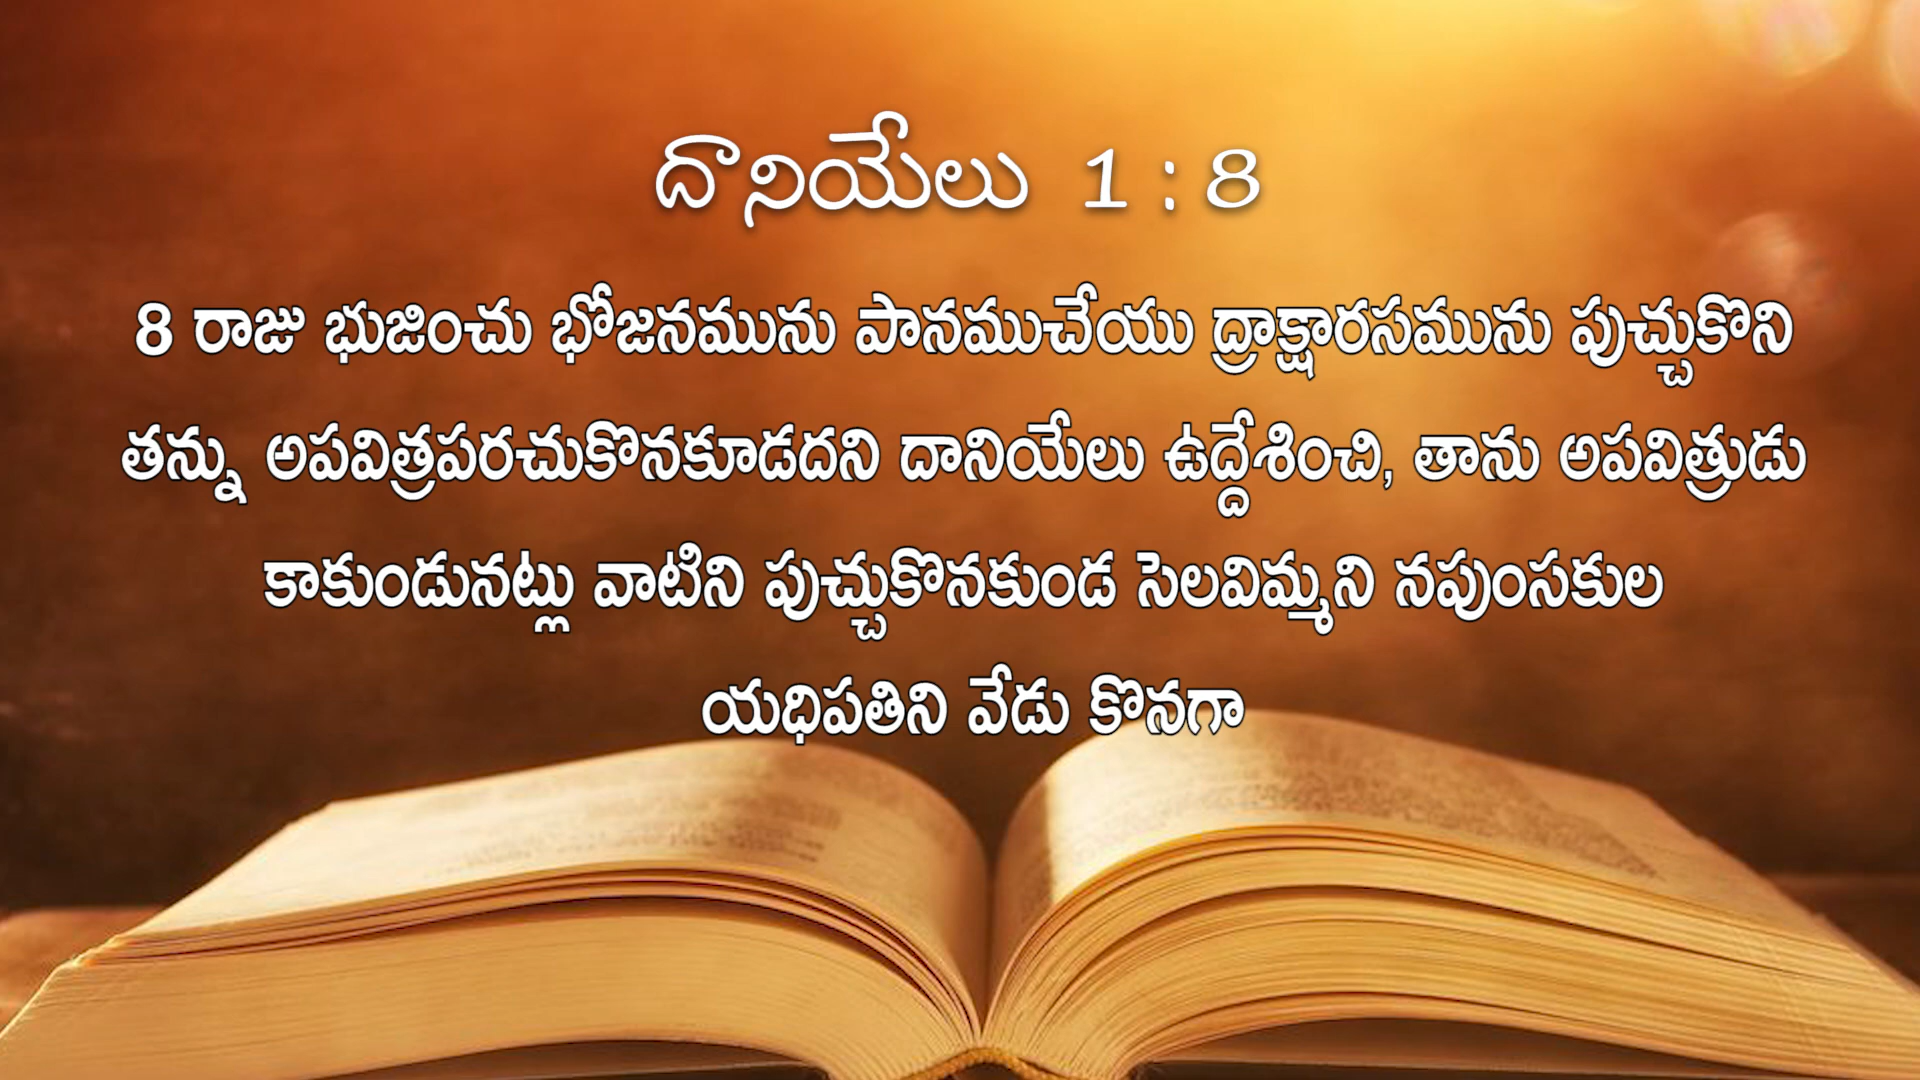 దానియేలు 1 : 8
8 రాజు భుజించు భోజనమును పానముచేయు ద్రాక్షారసమును పుచ్చుకొని
తన్ను అపవిత్రపరచుకొనకూడదని దానియేలు ఉద్దేశించి, తాను అపవిత్రుడు
కాకుండునట్లు వాటిని పుచ్చుకొనకుండ సెలవిమ్మని నపుంసకుల
యధిపతిని వేడు కొనగా